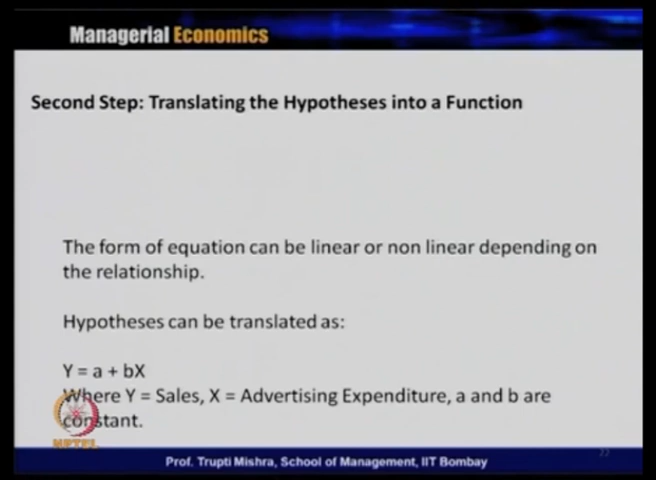 Managerial Economics
Second Step: Translating the Hypotheses into a Function
The form of equation can be linear or non linear depending on
the relationship.
Hypotheses can be translated as:
Y = a + bX
Where Y = Sales, X = Advertising Expenditure, a and b are
constant.
NPTEL
Prof. Trupti Mishra, School of Management, IIT Bombay